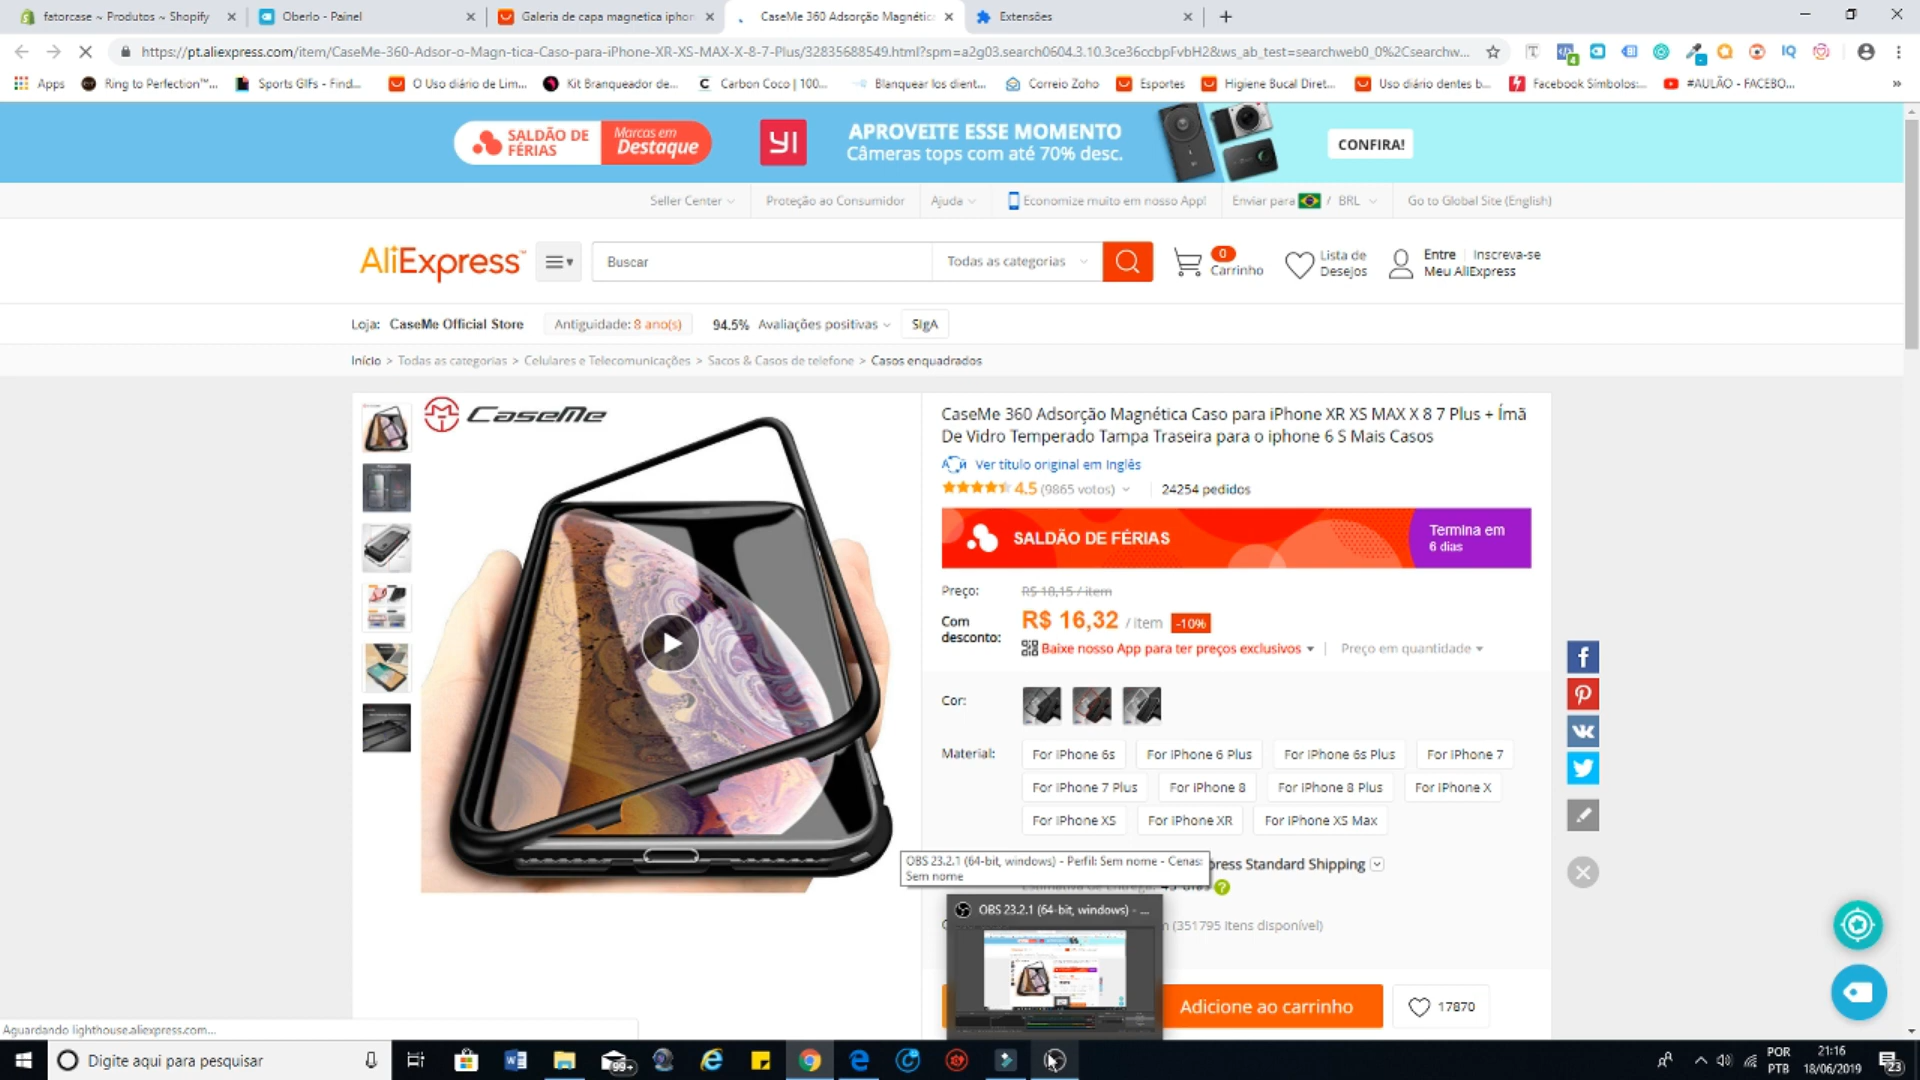 fatorcase ~ Produtos ~ Shopify
Oberlo - Painel
Galeria de capa magnetica iphon
CaseMe 360 Adsorção Magnétic
Extensões
https://pt.aliexpress.com/item/CaseMe-360-Adsor-o-Magn-tica-Caso-para-iPhone-XR-XS-MAX-X-8-7-Plus/32835688549.html?spm=a2g03.search0604.3.10.3ce36ccbpFvbH2&ws_ab_test=searchweb0_0%2Csearchw...
Apps
Ring to Perfection™...
Sports GIFs - Find...
O Uso diário de Lim...
Kit Branqueador de...
Carbon Coco | 100...
Blanquear los dient...
Correio Zoho
Esportes
Higiene Bucal Diret...
Uso diário dentes b...
Facebook Símbolos:...
#AULÃO - FACEBO...
SALDÃO DE FÉRIAS
Marcas em Destaque
YI
APROVEITE ESSE MOMENTO
Câmeras tops com até 70% desc.
CONFIRA!
Seller Center
Proteção ao Consumidor
Ajuda
Economize muito em nosso App!
Enviar para / BRL
Go to Global Site (English)
AliExpress™
Buscar
Todas as categorias
0
Carrinho
Lista de Desejos
Entre | Inscreva-se
Meu AliExpress
Loja: CaseMe Official Store
Antiguidade: 8 ano(s)
94.5% Avaliações positivas
SIgA
Início > Todas as categorias > Celulares e Telecomunicações > Sacos & Casos de telefone > Casos enquadrados
CaseMe
CaseMe 360 Adsorção Magnética Caso para iPhone XR XS MAX X 8 7 Plus + Ímã
De Vidro Temperado Tampa Traseira para o iphone 6 S Mais Casos
Ver título original em Inglês
4.5 (9865 votos)
24254 pedidos
SALDÃO DE FÉRIAS
Termina em
6 dias
Preço:
R$ 18,15 / item
Com desconto:
R$ 16,32 / item -10%
Baixe nosso App para ter preços exclusivos
Preço em quantidade
Cor:
Material:
For iPhone 6s
For iPhone 6 Plus
For iPhone 6s Plus
For iPhone 7
For iPhone 7 Plus
For iPhone 8
For iPhone 8 Plus
For iPhone X
For iPhone XS
For iPhone XR
For iPhone XS Max
OBS 23.2.1 (64-bit, windows) - Perfil: Sem nome - Cenas:
Sem nome
press Standard Shipping
OBS 23.2.1 (64-bit, windows) - ...
(351795 Itens disponível)
Adicione ao carrinho
17870
Aguardando lighthouse.aliexpress.com...
Digite aqui para pesquisar
99+
POR
PTB
21:16
18/06/2019
23